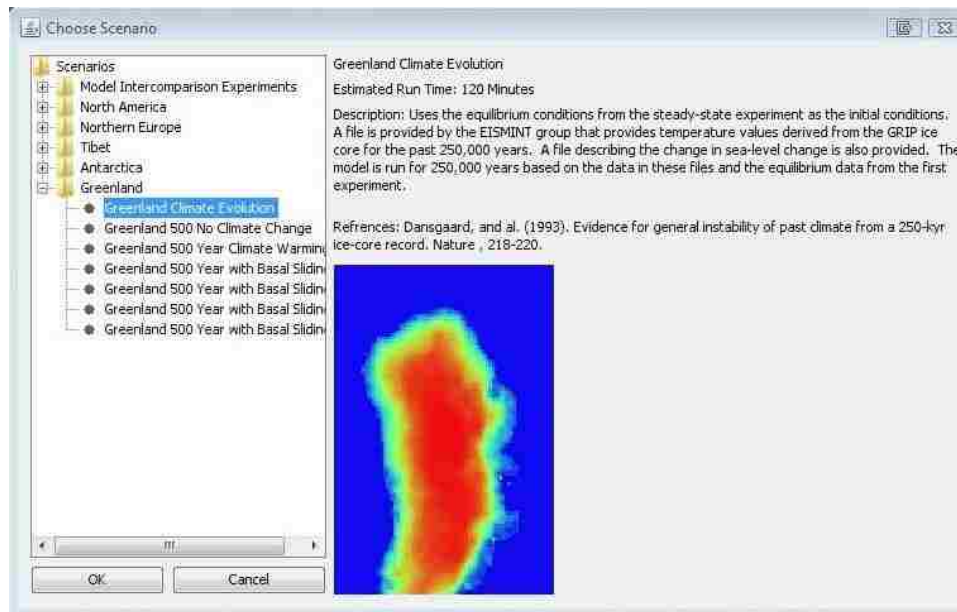 Choose Scenario
Scenarios
Model Intercomparison Experiments
North America
Northern Europe
Tibet
Antarctica
Greenland
Greenland Climate Evolution
Greenland 500 No Climate Change
Greenland 500 Year Climate Warming
Greenland 500 Year with Basal Slidin
Greenland 500 Year with Basal Slidin
Greenland 500 Year with Basal Slidin
Greenland 500 Year with Basal Slidin
OK
Cancel
Greenland Climate Evolution
Estimated Run Time: 120 Minutes
Description: Uses the equilibrium conditions from the steady-state experiment as the initial conditions.
A file is provided by the EISMINT group that provides temperature values derived from the GRIP ice
core for the past 250,000 years. A file describing the change in sea-level change is also provided. The
model is run for 250,000 years based on the data in these files and the equilibrium data from the first
experiment.
Refrences: Dansgaard, and al. (1993). Evidence for general instability of past climate from a 250-kyr
ice-core record. Nature , 218-220.